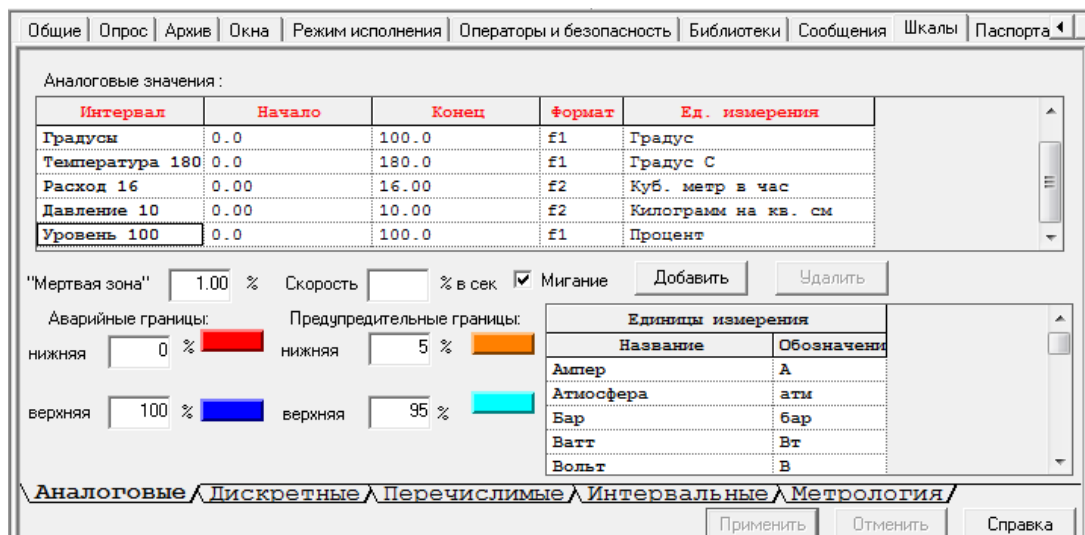 Общие Опрос Архив Окна Режим исполнения Операторы и безопасность Библиотеки Сообщения Шкалы Паспорта
Аналоговые значения :
Интервал Начало Конец Формат Ед. измерения
Градусы 0.0 100.0 f1 Градус
Температура 180 0.0 180.0 f1 Градус С
Расход 16 0.00 16.00 f2 Куб. метр в час
Давление 10 0.00 10.00 f2 Килограмм на кв. см
Уровень 100 0.0 100.0 f1 Процент
"Мертвая зона" 1.00 % Скорость % в сек Мигание Добавить Удалить
Аварийные границы: Предупредительные границы:
нижняя 0 % нижняя 5 %
верхняя 100 % верхняя 95 %
Единицы измерения
Название Обозначени
Ампер А
Атмосфера атм
Бар бар
Ватт Вт
Вольт В
Аналоговые Дискретные Перечислимые Интервальные Метрология
Применить Отменить Справка